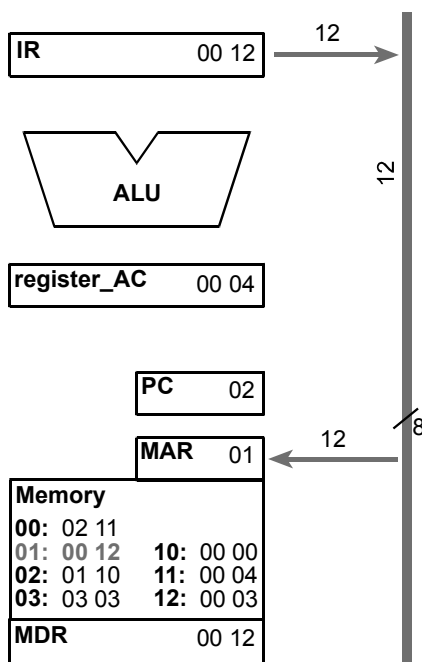 12
IR 00 12
12
ALU
register_AC 00 04
PC 02
8
12
MAR 01
Memory
00: 02 11
01: 00 12 10: 00 00
02: 01 10 11: 00 04
03: 03 03 12: 00 03
MDR 00 12